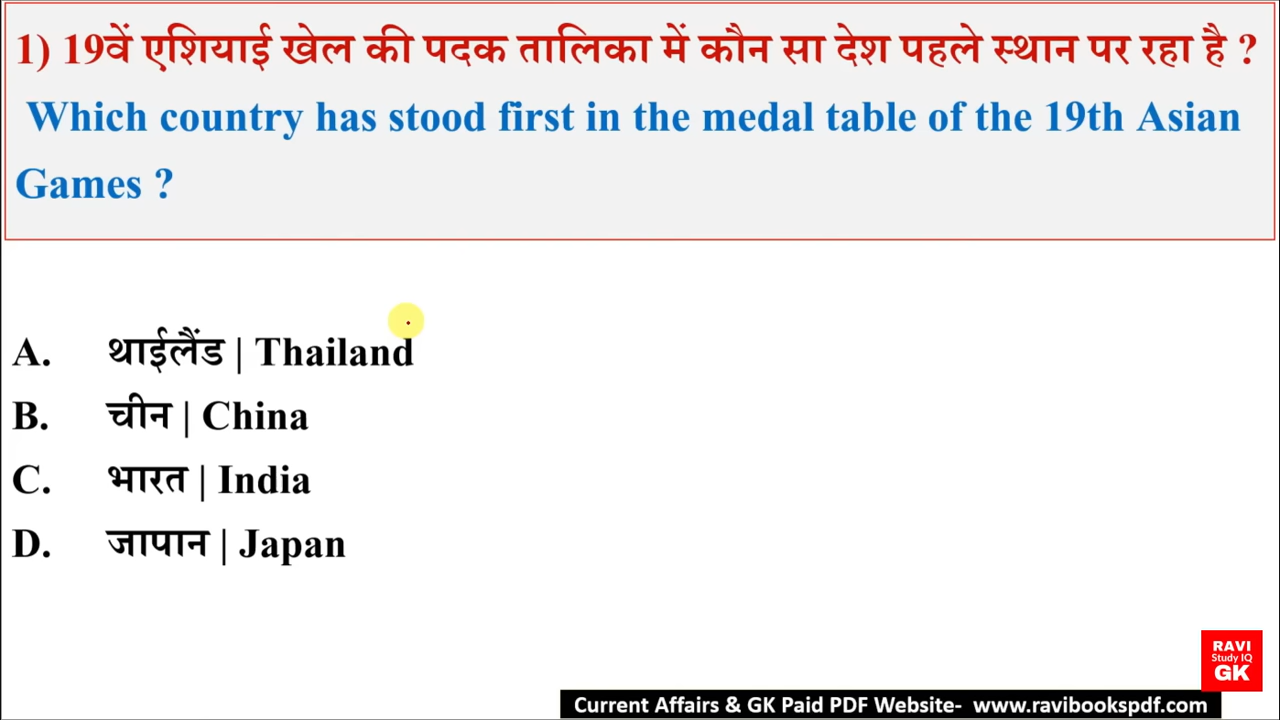 1) 19वें एशियाई खेल की पदक तालिका में कौन सा देश पहले स्थान पर रहा है ?
Which country has stood first in the medal table of the 19th Asian
Games ?
A. थाईलैंड | Thailand
B. चीन | China
C. भारत | India
D. जापान | Japan
RAVI
Study IQ
GK
Current Affairs & GK Paid PDF Website- www.ravibookspdf.com